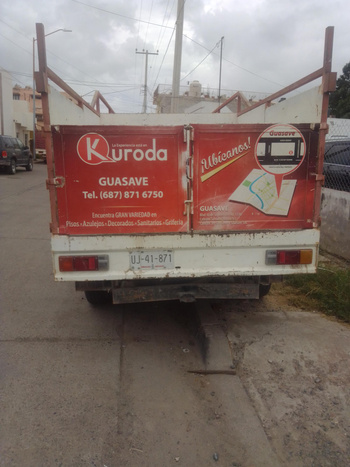 Kuroda
GUASAVE
Tel. (687) 871 6750
Encuentra GRAN VARIEDAD en
Pisos • Azulejos • Decorados • Sanitarios • Grifería
¡Ubícanos!
GUASAVE
GUASAVE
UJ-41-871